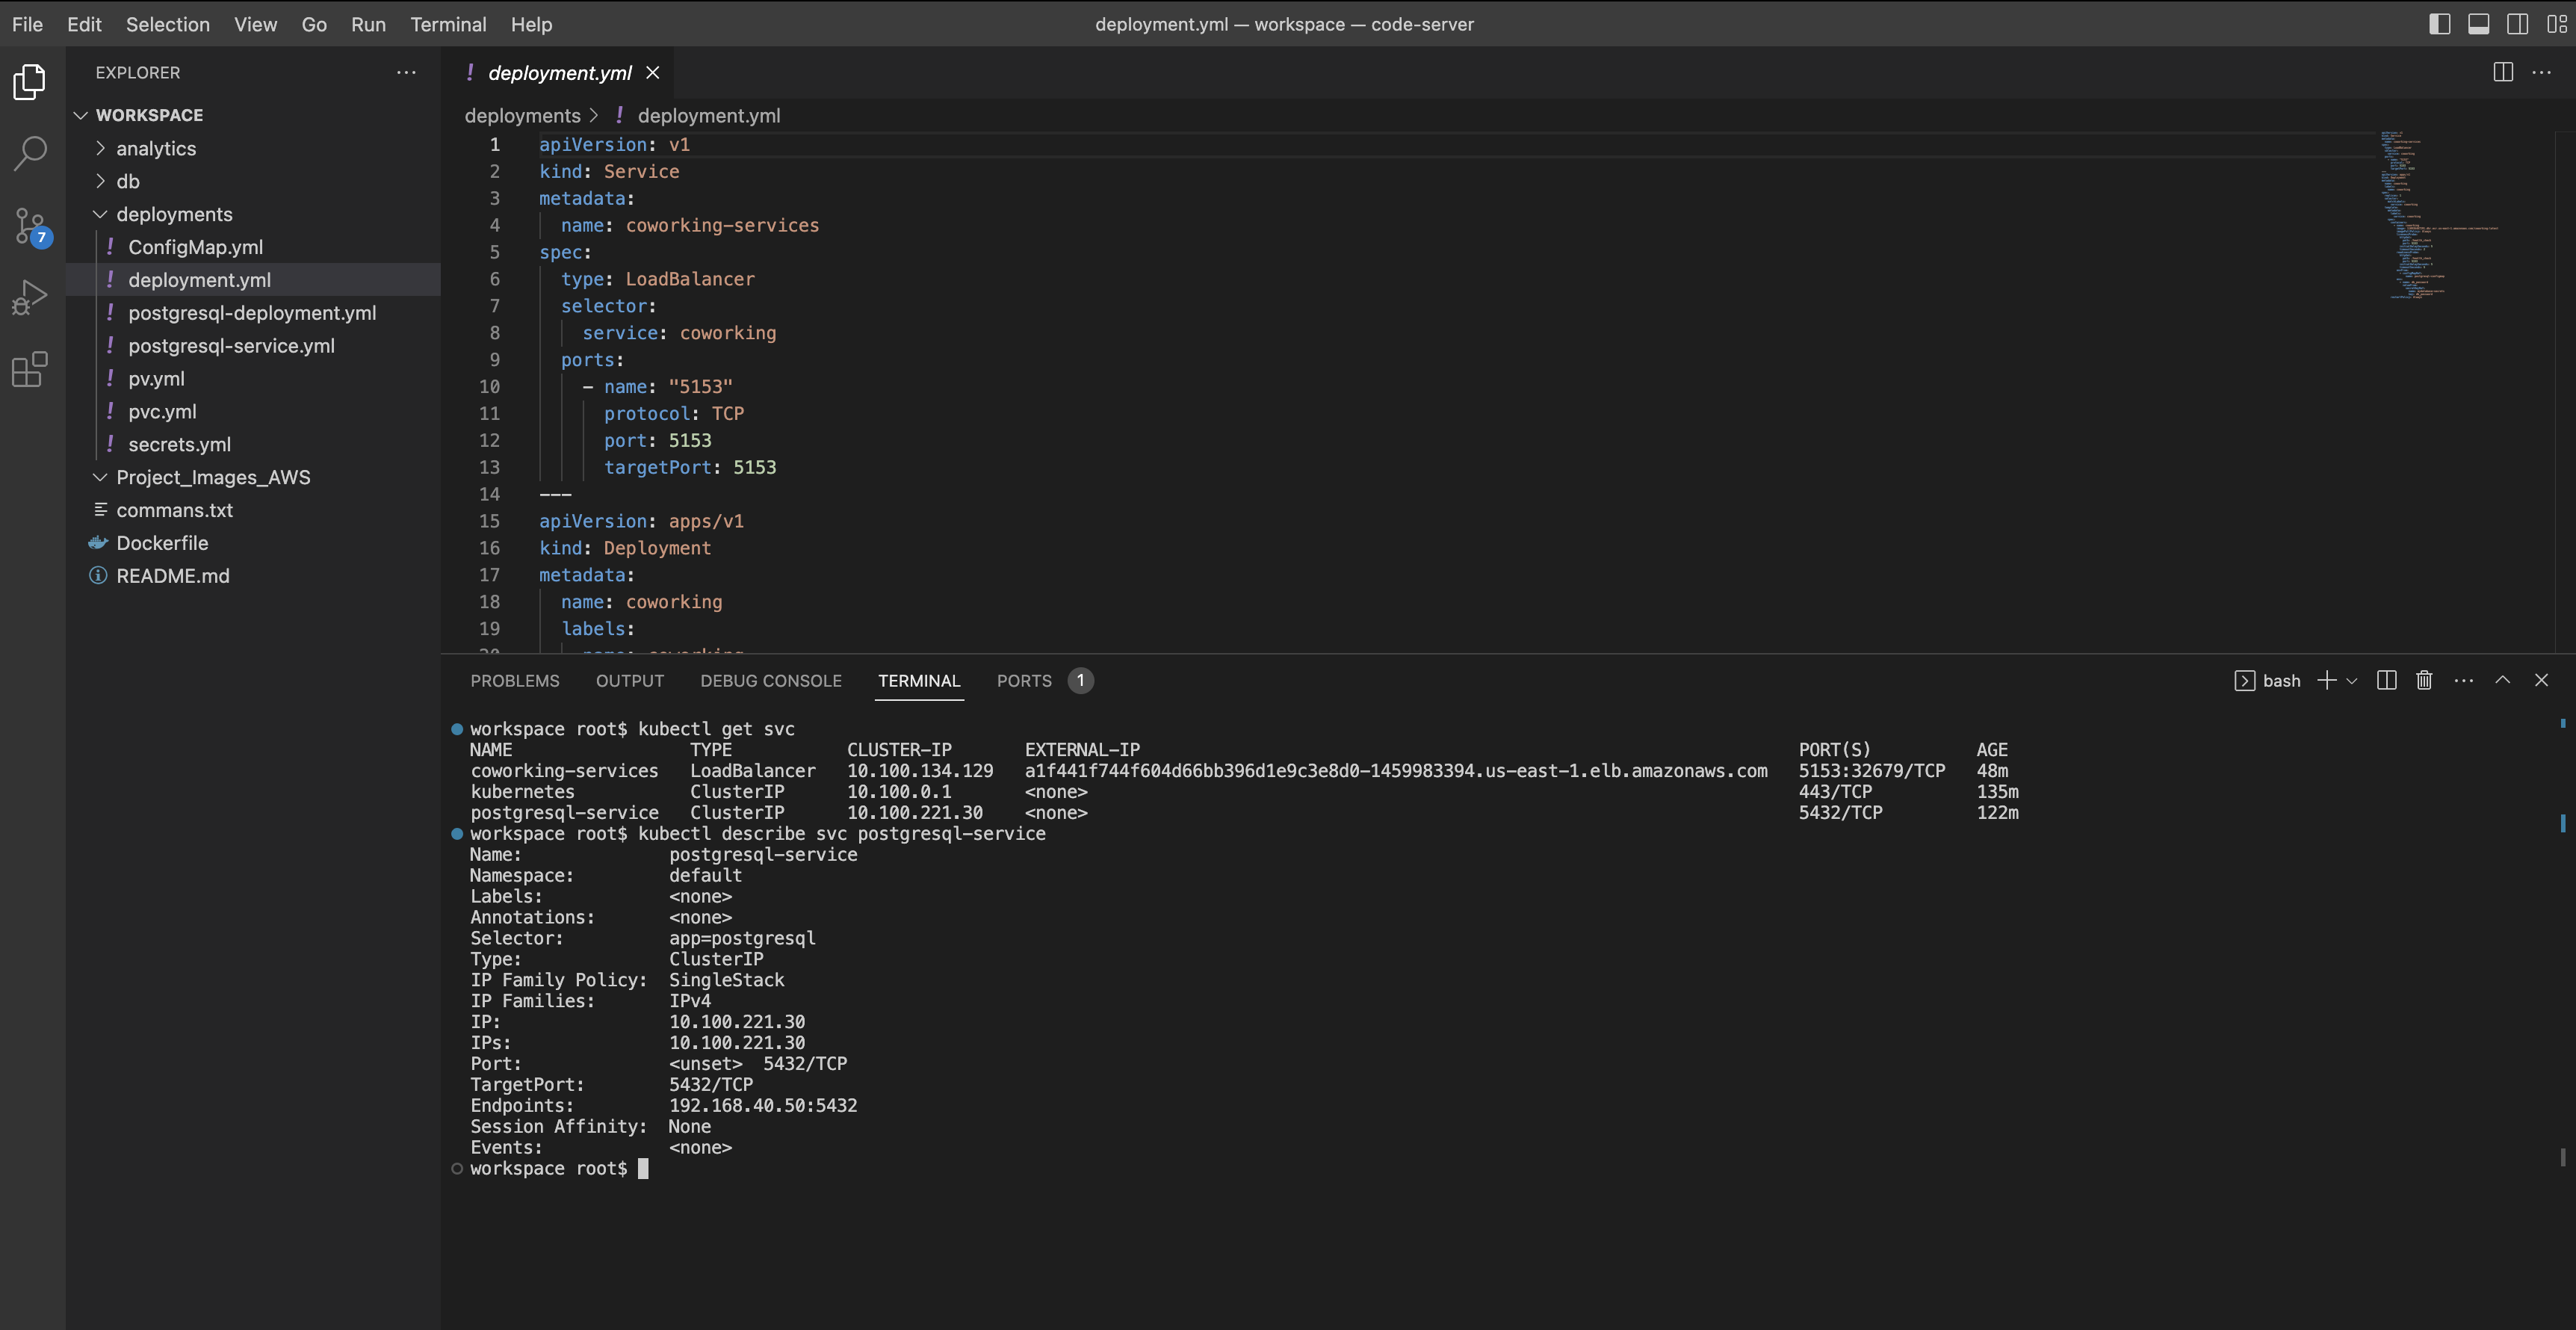 File Edit Selection View Go Run Terminal Help
deployment.yml — workspace — code-server
EXPLORER
WORKSPACE
analytics
db
deployments
ConfigMap.yml
deployment.yml
postgresql-deployment.yml
postgresql-service.yml
pv.yml
pvc.yml
secrets.yml
Project_Images_AWS
commans.txt
Dockerfile
README.md
7
! deployment.yml
deployments > ! deployment.yml
1 apiVersion: v1
2 kind: Service
3 metadata:
4 name: coworking-services
5 spec:
6 type: LoadBalancer
7 selector:
8 service: coworking
9 ports:
10 - name: "5153"
11 protocol: TCP
12 port: 5153
13 targetPort: 5153
14 ---
15 apiVersion: apps/v1
16 kind: Deployment
17 metadata:
18 name: coworking
19 labels:
20 name: coworking
PROBLEMS OUTPUT DEBUG CONSOLE TERMINAL PORTS 1
bash
workspace root$ kubectl get svc
NAME TYPE CLUSTER-IP EXTERNAL-IP PORT(S) AGE
coworking-services LoadBalancer 10.100.134.129 a1f441f744f604d66bb396d1e9c3e8d0-1459983394.us-east-1.elb.amazonaws.com 5153:32679/TCP 48m
kubernetes ClusterIP 10.100.0.1 <none> 443/TCP 135m
postgresql-service ClusterIP 10.100.221.30 <none> 5432/TCP 122m
workspace root$ kubectl describe svc postgresql-service
Name: postgresql-service
Namespace: default
Labels: <none>
Annotations: <none>
Selector: app=postgresql
Type: ClusterIP
IP Family Policy: SingleStack
IP Families: IPv4
IP: 10.100.221.30
IPs: 10.100.221.30
Port: <unset> 5432/TCP
TargetPort: 5432/TCP
Endpoints: 192.168.40.50:5432
Session Affinity: None
Events: <none>
workspace root$